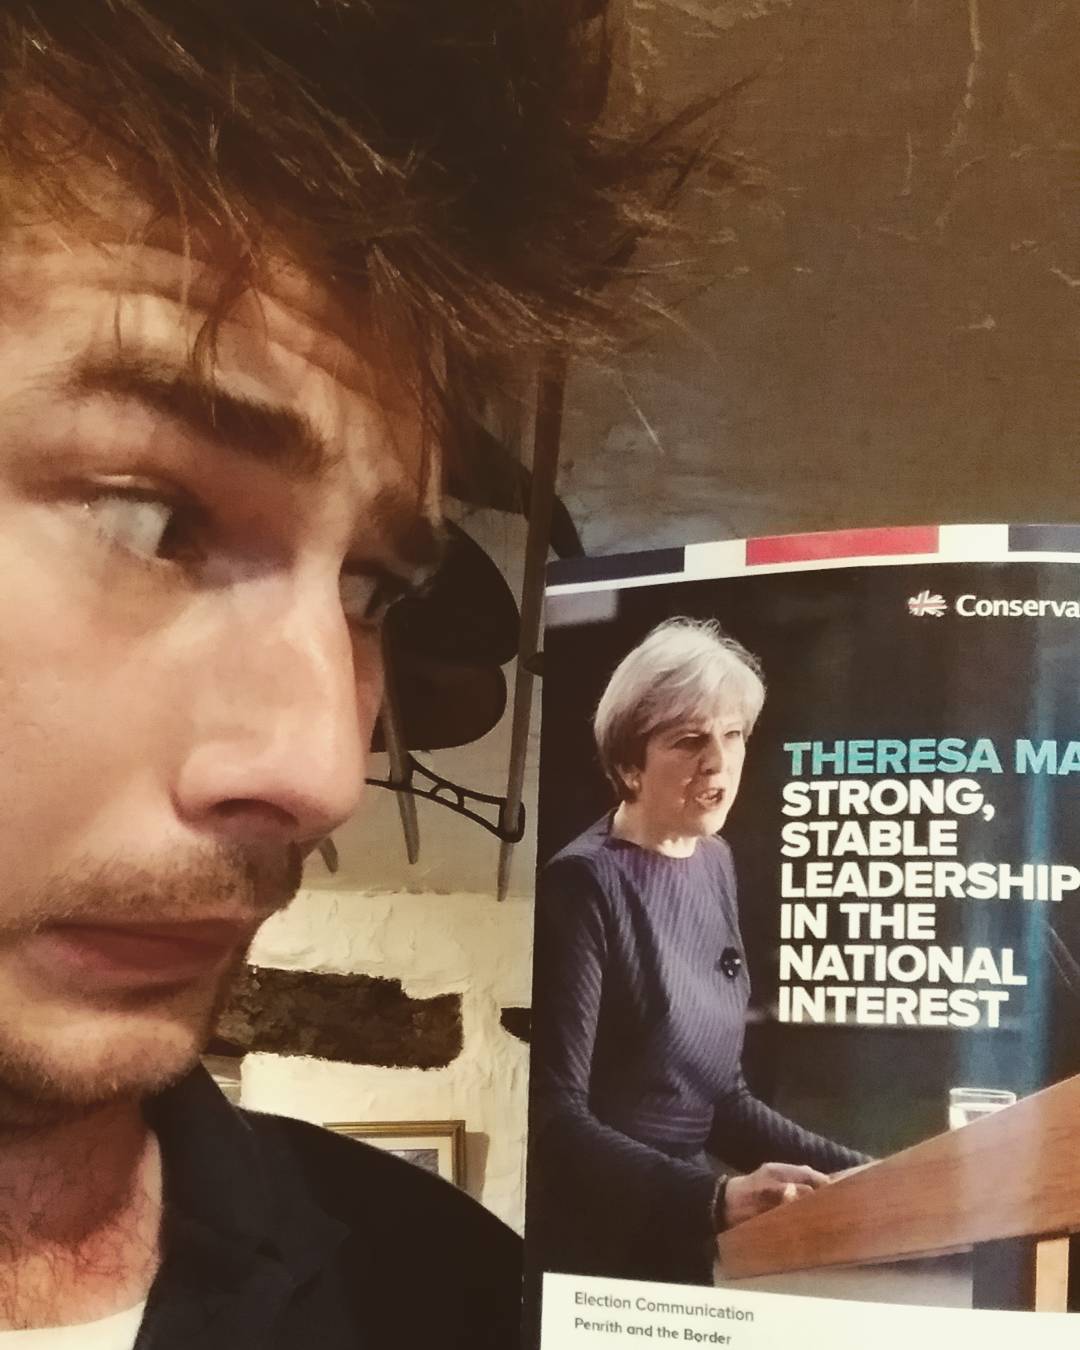 Conserva
THERESA MA
STRONG,
STABLE
LEADERSHIP
IN THE
NATIONAL
INTEREST
Election Communication
Penrith and the Border